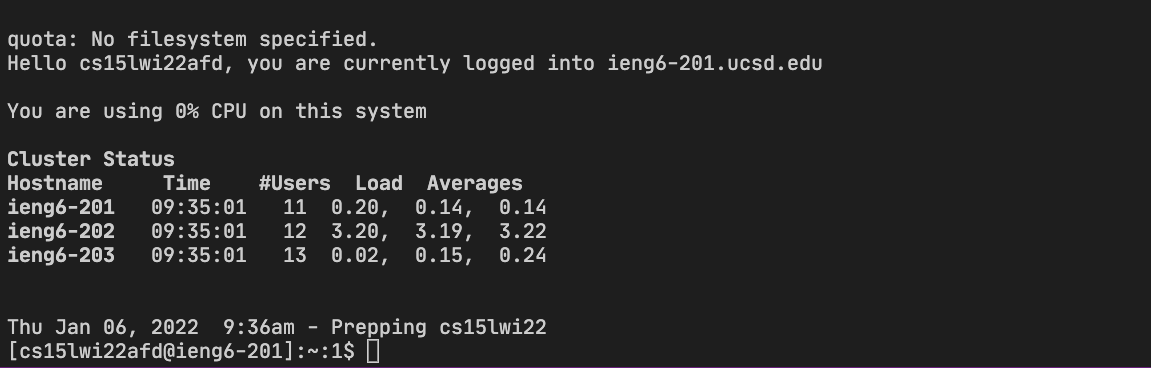 quota: No filesystem specified.
Hello cs15lwi22afd, you are currently logged into ieng6-201.ucsd.edu
You are using 0% CPU on this system
Cluster Status
Hostname     Time    #Users  Load  Averages
ieng6-201   09:35:01   11  0.20,  0.14,  0.14
ieng6-202   09:35:01   12  3.20,  3.19,  3.22
ieng6-203   09:35:01   13  0.02,  0.15,  0.24
Thu Jan 06, 2022  9:36am - Prepping cs15lwi22
[cs15lwi22afd@ieng6-201]:~:1$